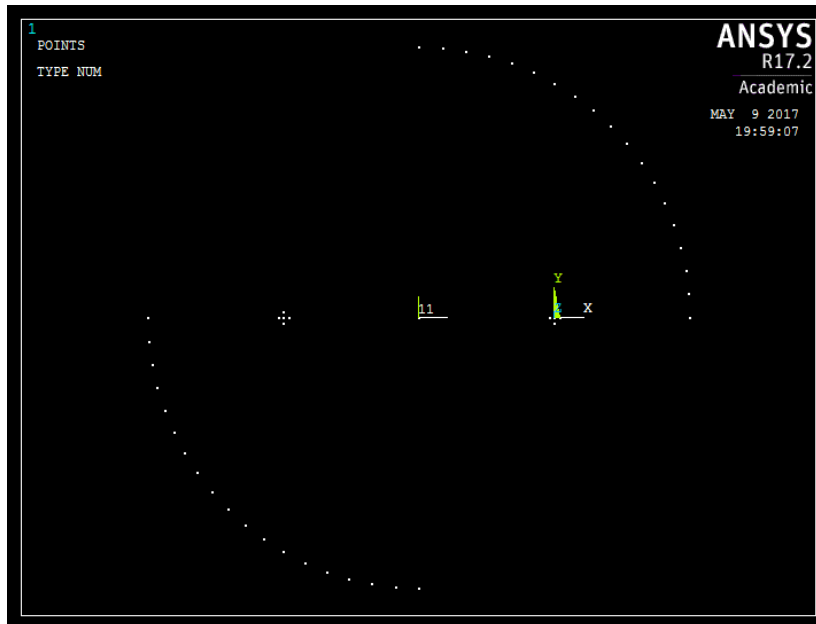 1
POINTS
TYPE NUM
ANSYS
R17.2
Academic
MAY 9 2017
19:59:07
Y
11
X